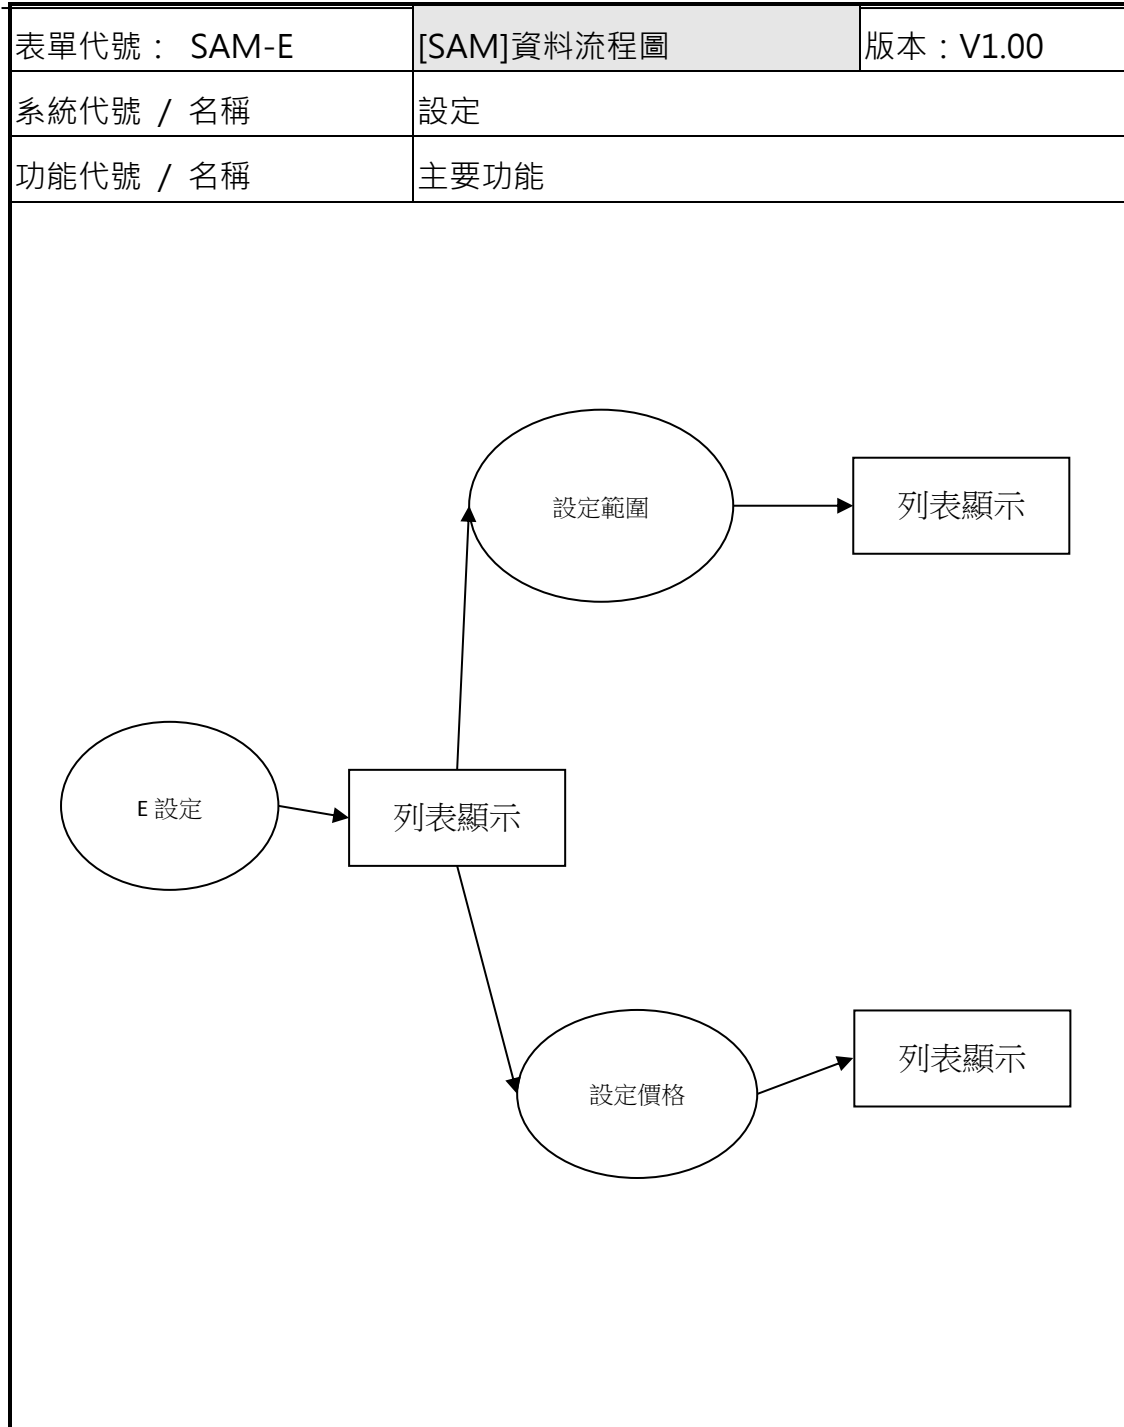 表單代號： SAM-E
[SAM]資料流程圖
版本：V1.00
系統代號 / 名稱
設定
功能代號 / 名稱
主要功能
設定範圍
列表顯示
E 設定
列表顯示
列表顯示
設定價格